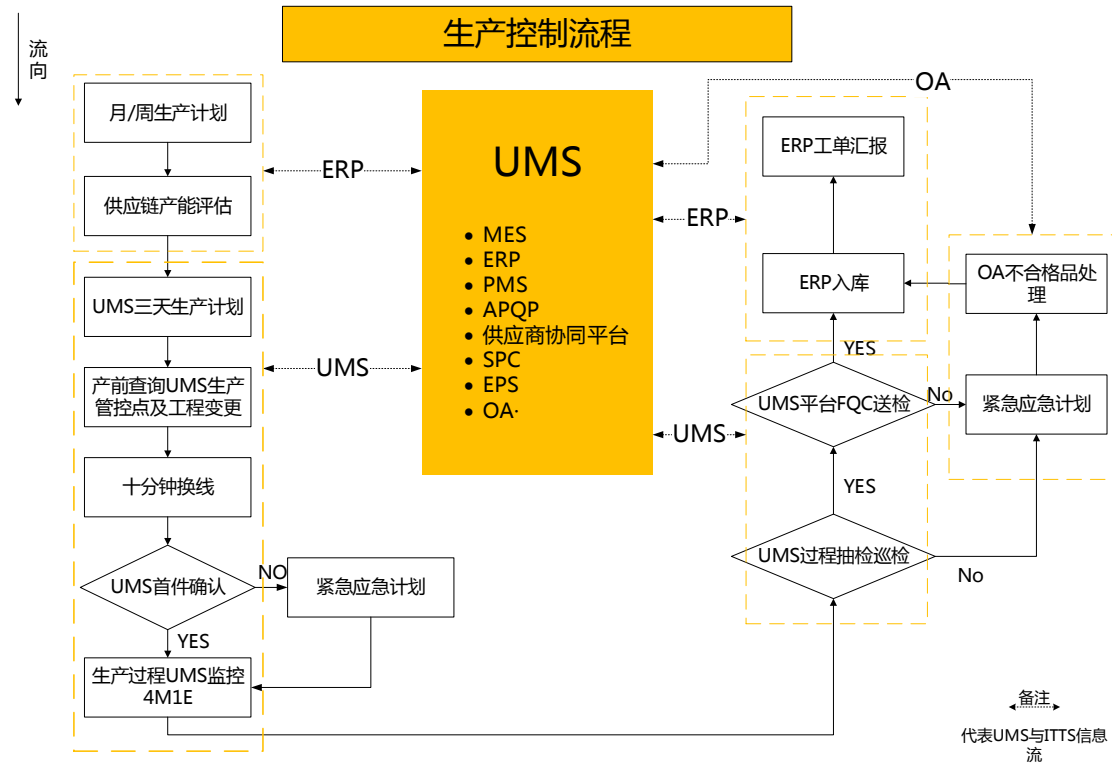 生产控制流程
流
向
月/周生产计划
供应链产能评估
ERP
UMS三天生产计划
产前查询UMS生产
管控点及工程变更
UMS
十分钟换线
UMS首件确认
NO
紧急应急计划
YES
生产过程UMS监控
4M1E
UMS
• MES
• ERP
• PMS
• APQP
• 供应商协同平台
• SPC
• EPS
• OA·
OA
ERP
UMS
ERP工单汇报
ERP入库
OA不合格品处
理
YES
UMS平台FQC送检
No
紧急应急计划
YES
UMS过程抽检巡检
No
备注
代表UMS与ITTS信息
流